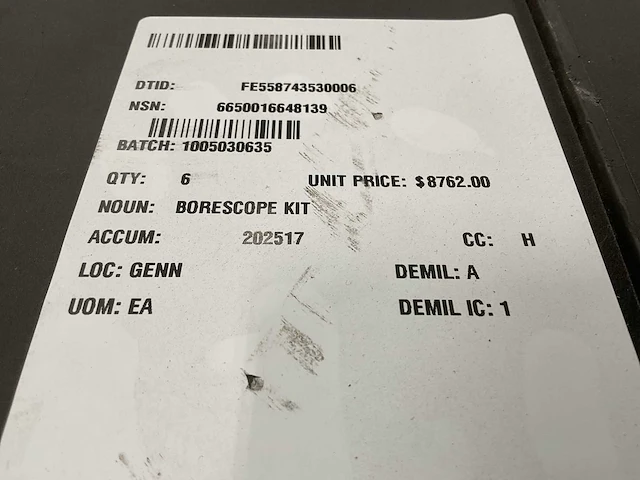 DTID: FE558743530006
NSN: 6650016648139
BATCH: 1005030635
QTY: 6 UNIT PRICE: $8762.00
NOUN: BORESCOPE KIT
ACCUM: 202517 CC: H
LOC: GENN DEMIL: A
UOM: EA DEMIL IC: 1